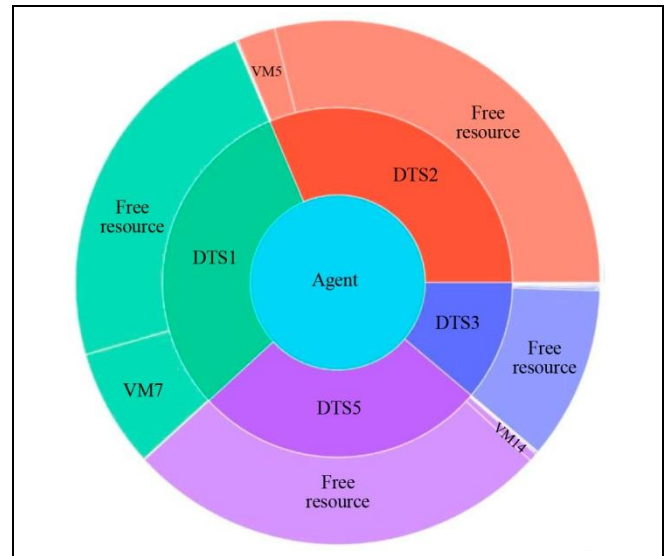 VM5
Free
resource
DTS2
Free
resource
DTS1
Agent
DTS3
Free
resource
VM7
DTS5
VM14
Free
resource